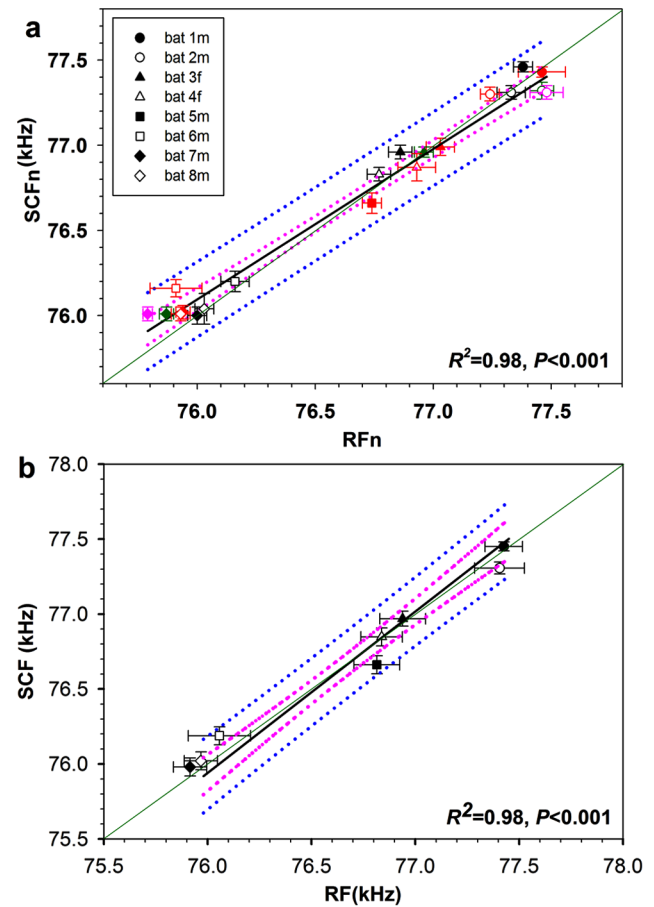 a
77.5
77.0
76.5
76.0
SCFn(kHz)
bat 1m
bat 2m
bat 3f
bat 4f
bat 5m
bat 6m
bat 7m
bat 8m
R²=0.98, P<0.001
76.0 76.5 77.0 77.5
RFn
b
78.0
77.5
77.0
76.5
76.0
75.5
SCF (kHz)
R²=0.98, P<0.001
75.5 76.0 76.5 77.0 77.5 78.0
RF(kHz)